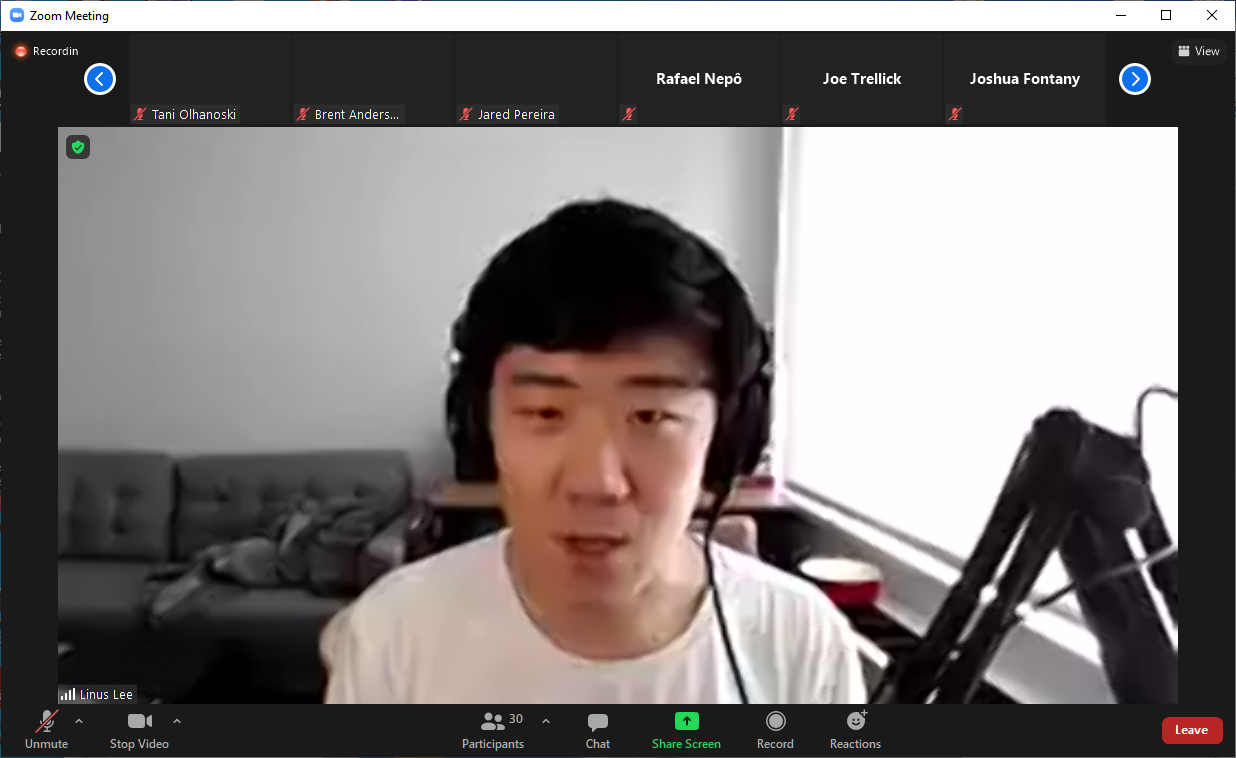 Zoom Meeting
Recordin
View
Rafael Nepô
Joe Trellick
Joshua Fontany
Tani Olhanoski
Brent Anders...
Jared Pereira
Linus Lee
30
Unmute
Stop Video
Participants
Chat
Share Screen
Record
Reactions
Leave